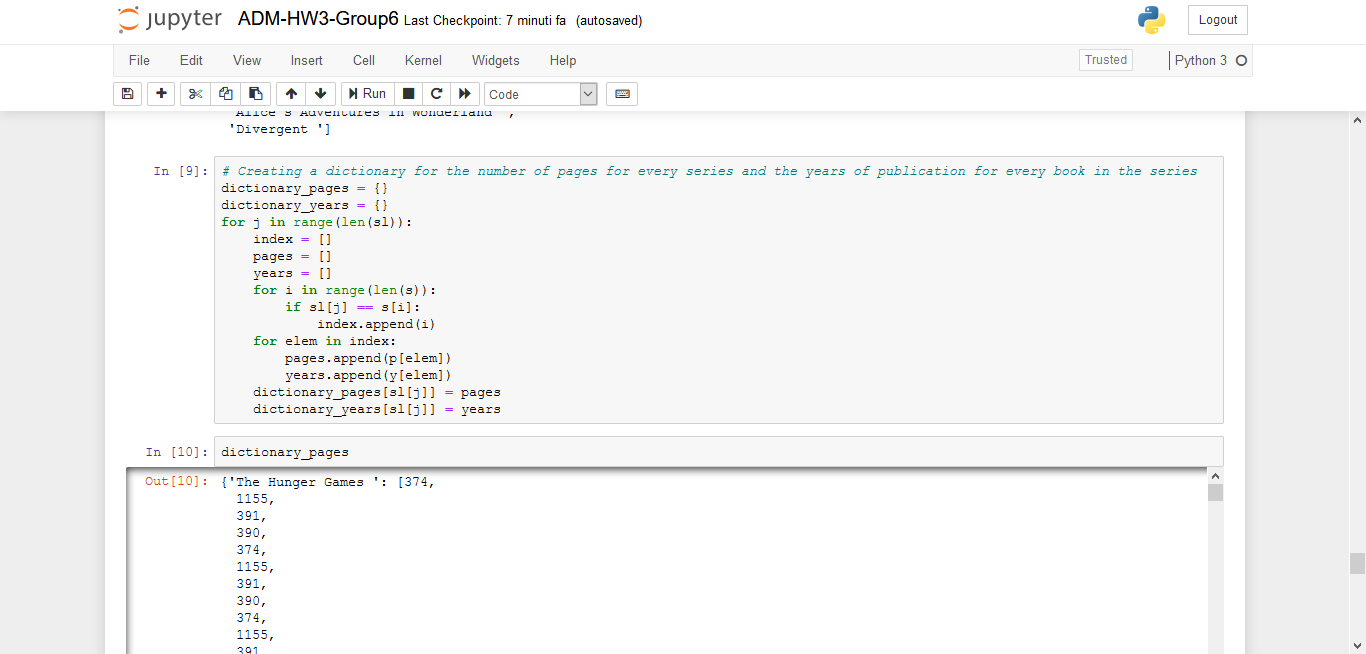 jupyter ADM-HW3-Group6 Last Checkpoint: 7 minuti fa (autosaved)
Logout
File Edit View Insert Cell Kernel Widgets Help
Trusted
Python 3
Run
Code
'Alice's Adventures in Wonderland ',
'Divergent ']
In [9]:
# Creating a dictionary for the number of pages for every series and the years of publication for every book in the series
dictionary_pages = {}
dictionary_years = {}
for j in range(len(sl)):
    index = []
    pages = []
    years = []
    for i in range(len(s)):
        if sl[j] == s[i]:
            index.append(i)
    for elem in index:
        pages.append(p[elem])
        years.append(y[elem])
    dictionary_pages[sl[j]] = pages
    dictionary_years[sl[j]] = years
In [10]:
dictionary_pages
Out[10]:
{'The Hunger Games ': [374,
1155,
391,
390,
374,
1155,
391,
390,
374,
1155,
391